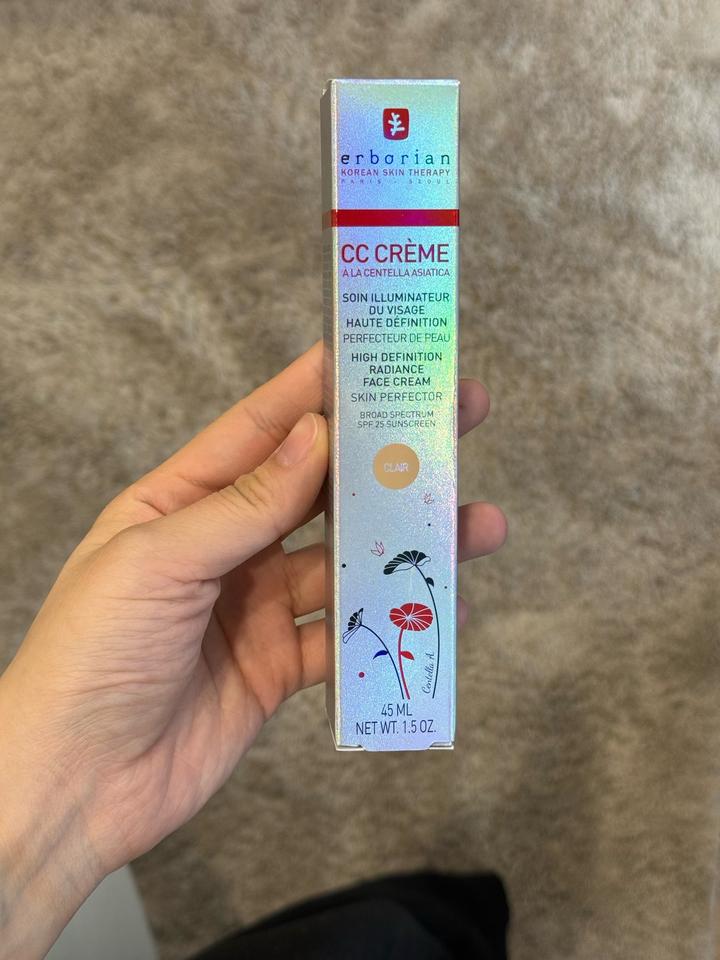 erborian
KOREAN SKIN THERAPY
PARIS - SEOUL
CC CRÈME
À LA CENTELLA ASIATICA
SOIN ILLUMINATEUR
DU VISAGE
HAUTE DÉFINITION
PERFECTEUR DE PEAU
HIGH DEFINITION
RADIANCE
FACE CREAM
SKIN PERFECTOR
BROAD SPECTRUM
SPF 25 SUNSCREEN
CLAIR
Centella A.
45 ML
NET WT. 1.5 OZ.